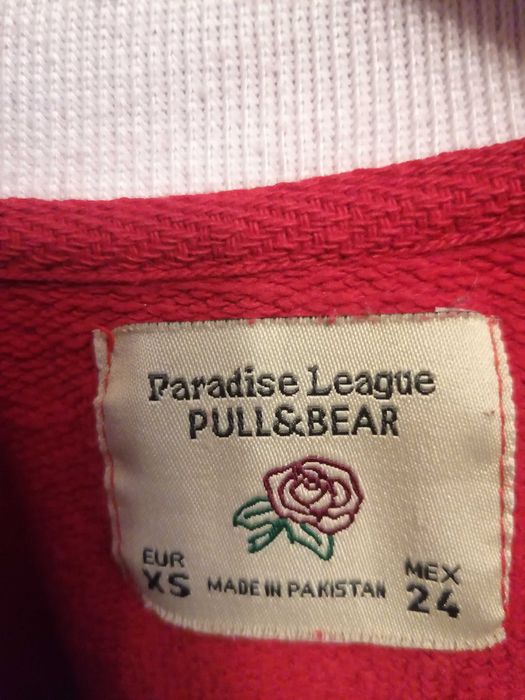 Paradise League
PULL&BEAR
EUR
XS
MADE IN PAKISTAN
MEX
24